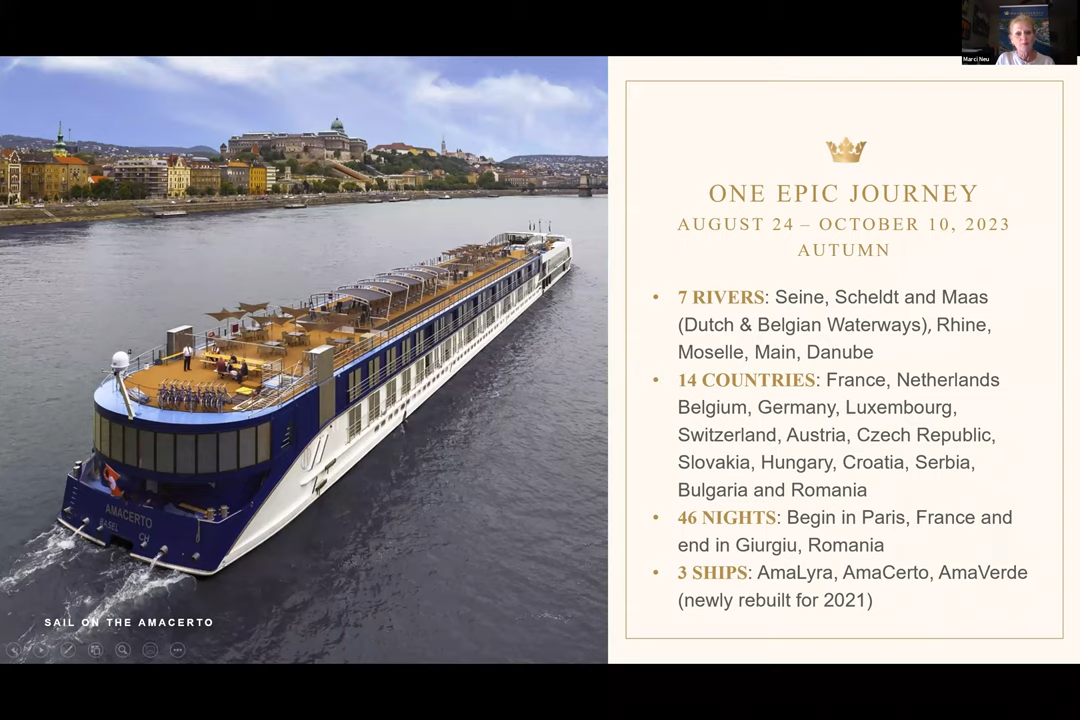 Marci Neu
ONE EPIC JOURNEY
AUGUST 24 – OCTOBER 10, 2023
AUTUMN
• 7 RIVERS: Seine, Scheldt and Maas
(Dutch & Belgian Waterways), Rhine,
Moselle, Main, Danube
• 14 COUNTRIES: France, Netherlands
Belgium, Germany, Luxembourg,
Switzerland, Austria, Czech Republic,
Slovakia, Hungary, Croatia, Serbia,
Bulgaria and Romania
• 46 NIGHTS: Begin in Paris, France and
end in Giurgiu, Romania
• 3 SHIPS: AmaLyra, AmaCerto, AmaVerde
(newly rebuilt for 2021)
AMACERTO
BASEL CH
SAIL ON THE AMACERTO